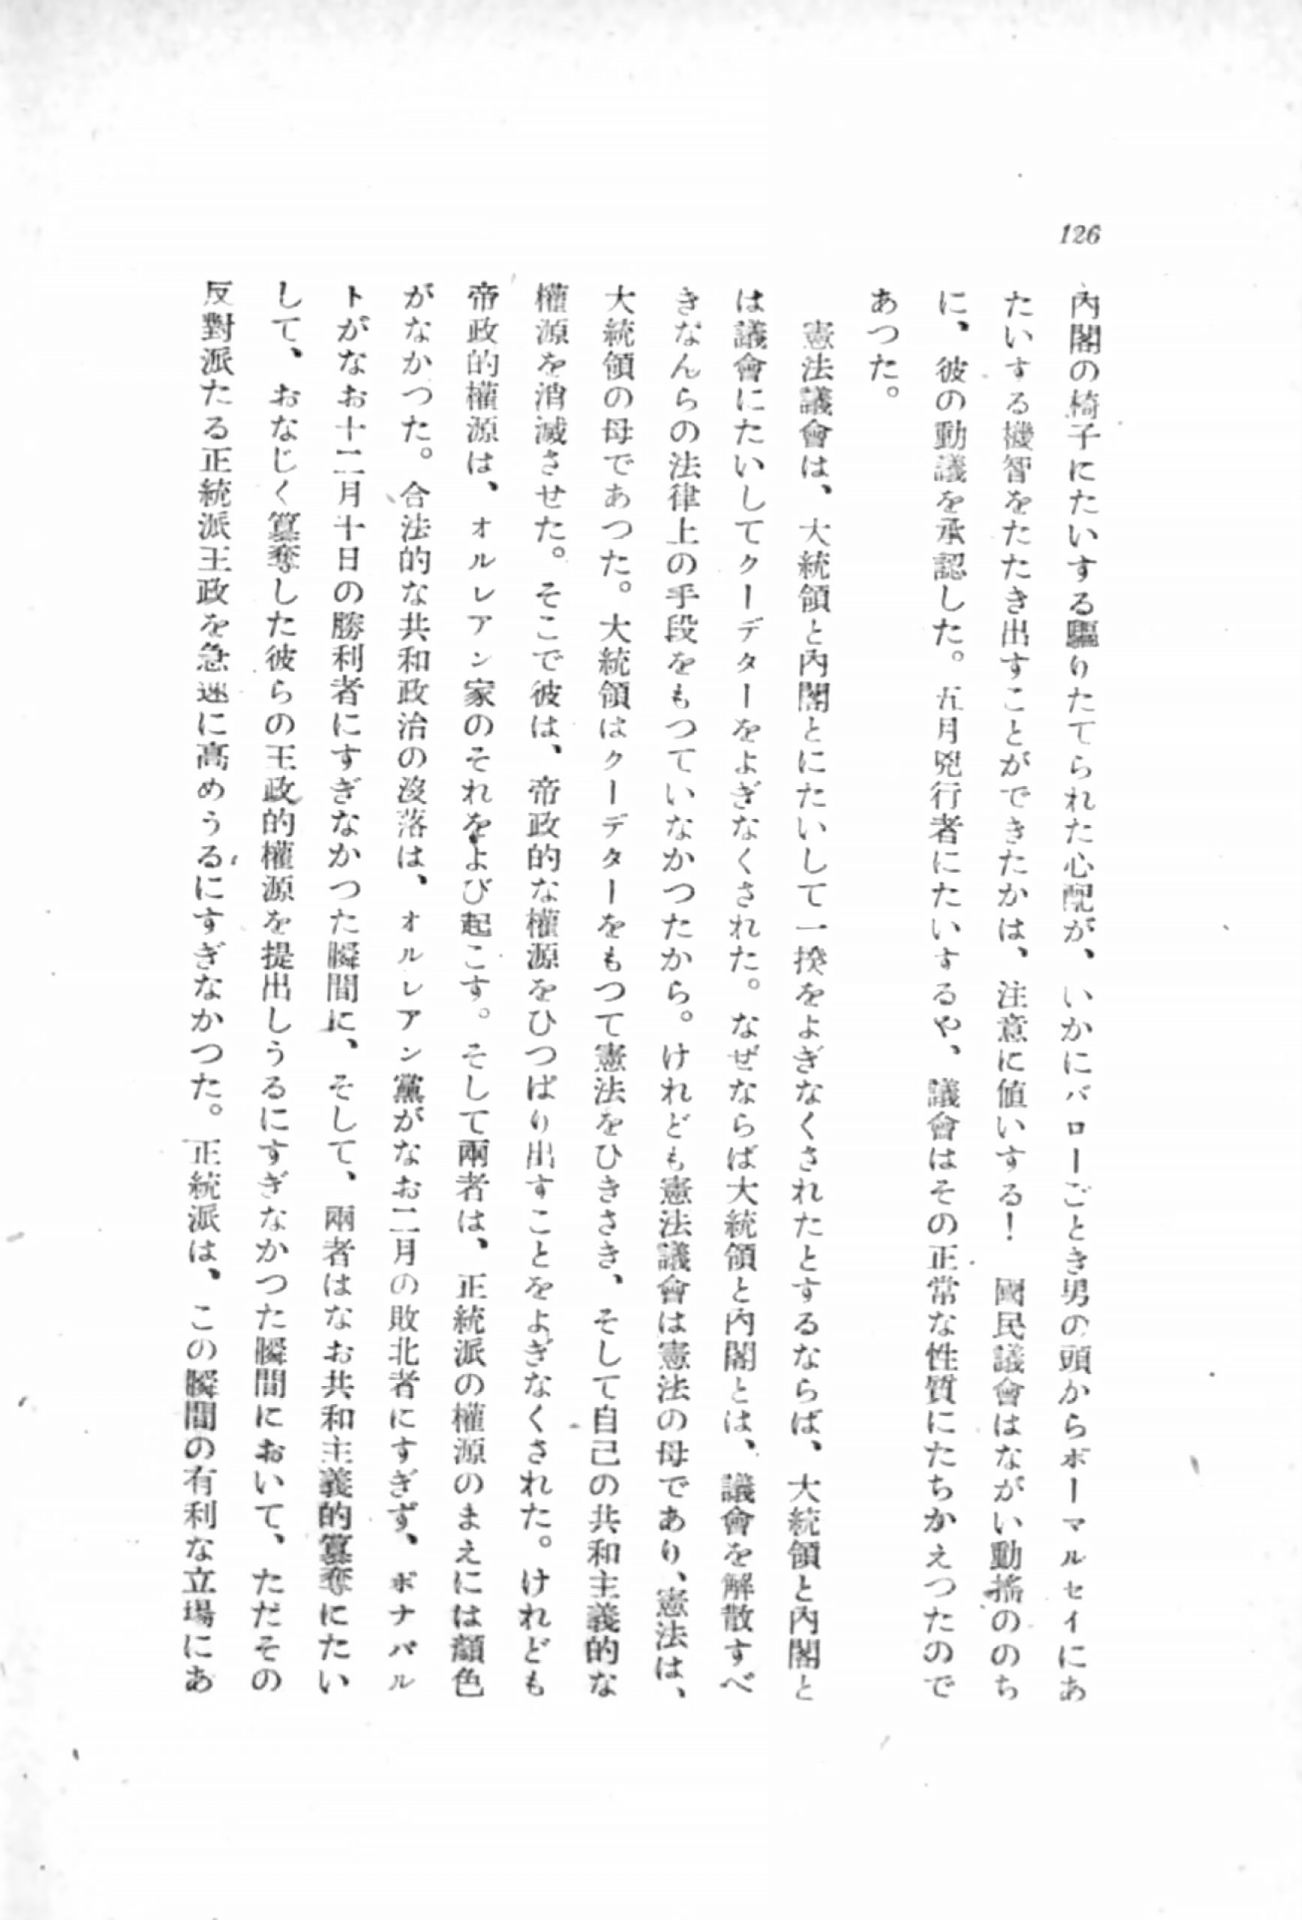 126
内閣の椅子にたいする驅りたてられた心配が、いかにバローごとき男の頭からボーマルセイにあ
たいする機智をたたき出すことができたかは、注意に値いする！　國民議會はながい動搖ののち
に、彼の動議を承認した。五月兇行者にたいするや、議會はその正常な性質にたちかえつたので
あつた。
憲法議會は、大統領と内閣とにたいして一揆をよぎなくされたとするならば、大統領と内閣と
は議會にたいしてクーデターをよぎなくされた。なぜならば大統領と内閣とは、議會を解散すべ
きなんらの法律上の手段をもつていなかつたから。けれども憲法議會は憲法の母であり、憲法は、
大統領の母であつた。大統領はクーデターをもつて憲法をひきさき、そして自己の共和主義的な
權源を消滅させた。そこで彼は、帝政的な權源をひつぱり出すことをよぎなくされた。けれども
帝政的權源は、オルレアン家のそれをよび起こす。そして兩者は、正統派の權源のまえには顏色
がなかつた。合法的な共和政治の沒落は、オルレアン黨がなお二月の敗北者にすぎず、ボナパル
トがなお十二月十日の勝利者にすぎなかつた瞬間に、そして、兩者はなお共和主義的簒奪にたい
して、おなじく簒奪した彼らの王政的權源を提出しうるにすぎなかつた瞬間において、ただその
反對派たる正統派王政を急速に高めうるにすぎなかつた。正統派は、この瞬間の有利な立場にあ